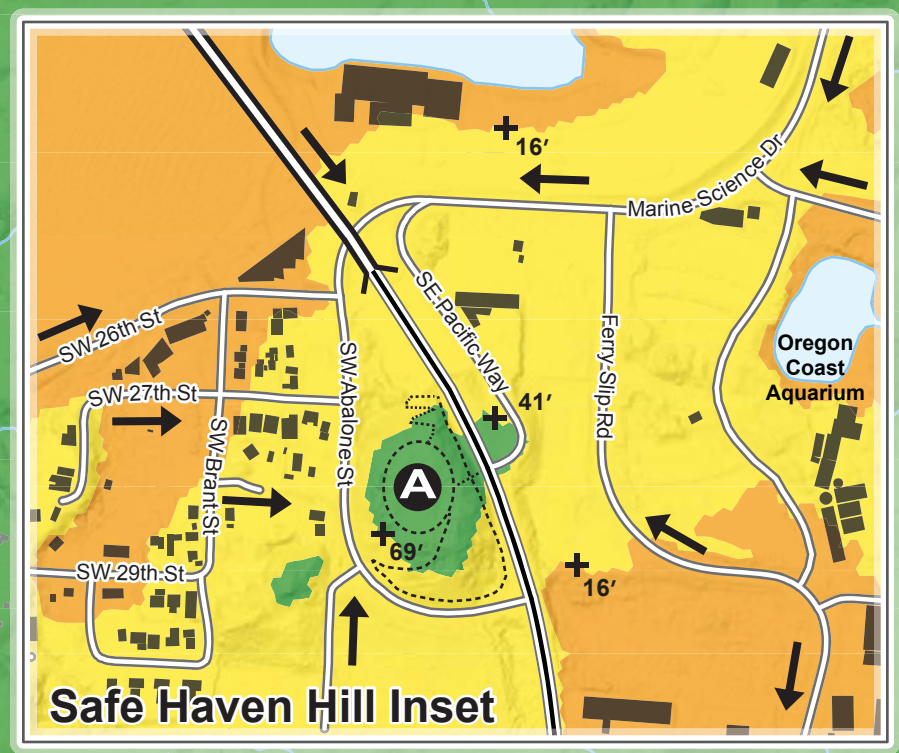 16′
Marine Science Dr
SE Pacific Way
SW 26th St
Oregon
Coast
Aquarium
SW 27th St
SW Abalone St
Ferry Slip Rd
41′
SW Brant St
A
69′
16′
SW 29th St
Safe Haven Hill Inset